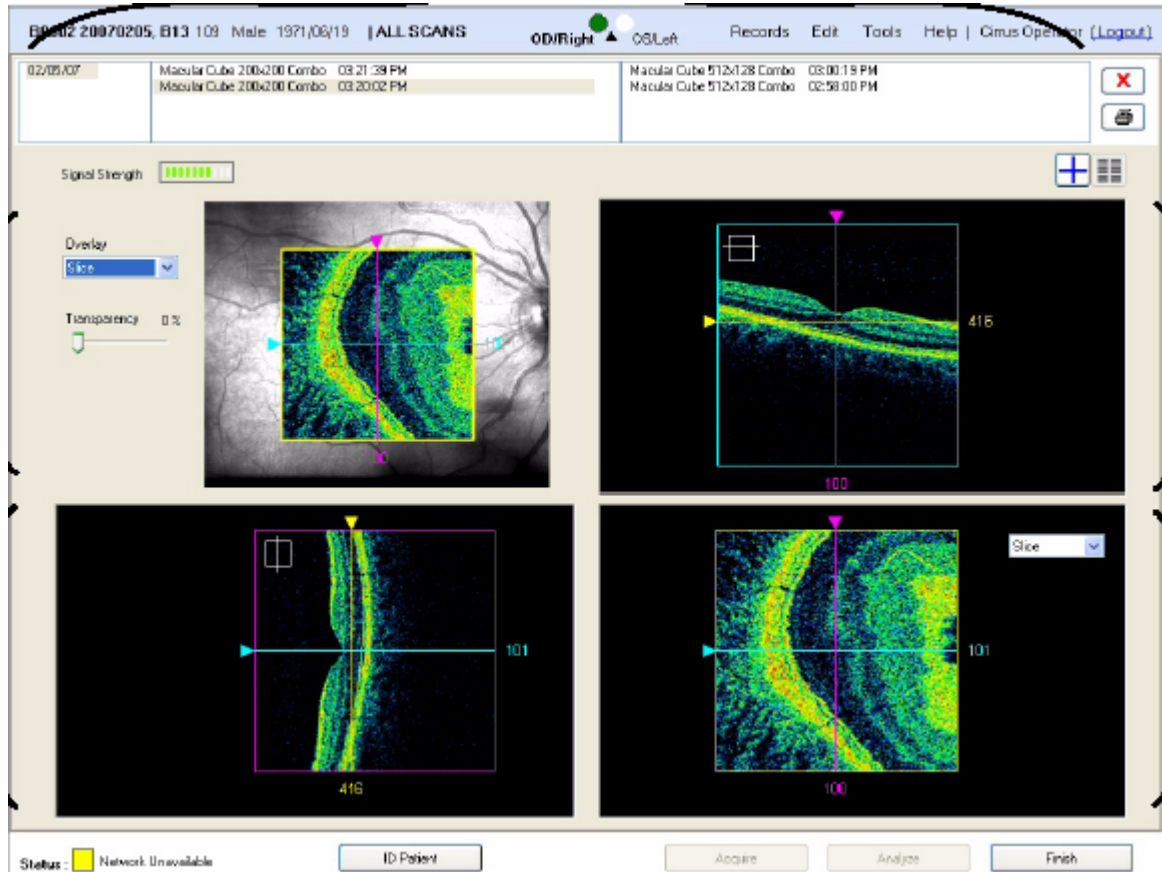 20070205, B13 109 Male 1971/06/19 | ALL SCANS OD/Right OS/Left Records Edit Tools Help | Cirrus Operator (Logout)
02/05/07 Macular Cube 200x200 Combo 03:21:39 PM Macular Cube 512x128 Combo 03:00:19 PM
Macular Cube 200x200 Combo 03:20:02 PM Macular Cube 512x128 Combo 02:58:00 PM
Signal Strength
Overlay
Slice
Transparency 0 %
416
100
Slice
101
101
416
100
Status : Network Unavailable ID Patient Acquire Analyze Finish